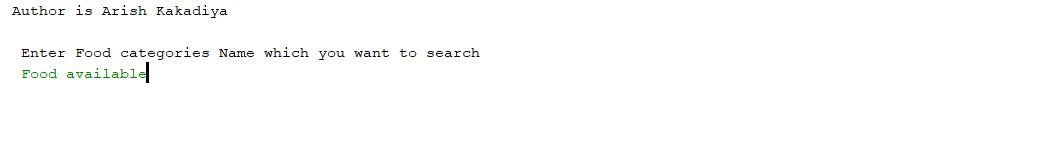 Author is Arish Kakadiya
Enter Food categories Name which you want to search
Food available